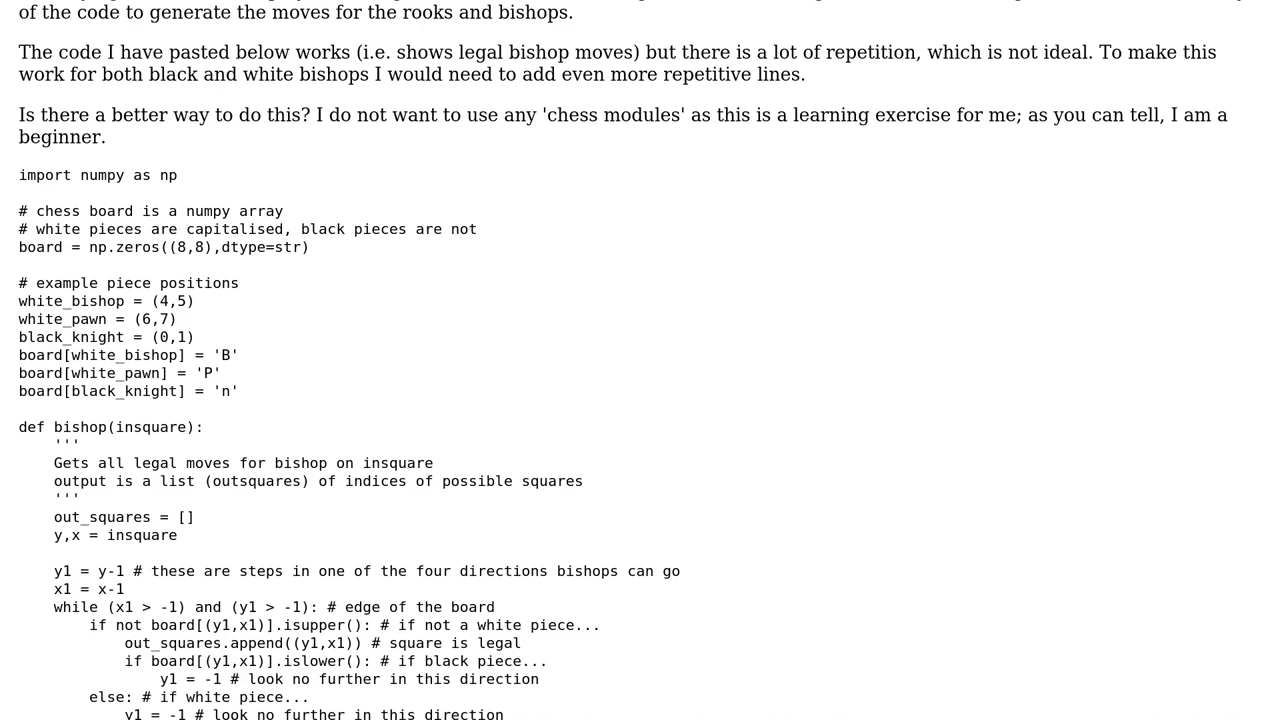 of the code to generate the moves for the rooks and bishops.
The code I have pasted below works (i.e. shows legal bishop moves) but there is a lot of repetition, which is not ideal. To make this
work for both black and white bishops I would need to add even more repetitive lines.
Is there a better way to do this? I do not want to use any 'chess modules' as this is a learning exercise for me; as you can tell, I am a
beginner.
import numpy as np
# chess board is a numpy array
# white pieces are capitalised, black pieces are not
board = np.zeros((8,8),dtype=str)
# example piece positions
white_bishop = (4,5)
white_pawn = (6,7)
black_knight = (0,1)
board[white_bishop] = 'B'
board[white_pawn] = 'P'
board[black_knight] = 'n'
def bishop(insquare):
    '''
    Gets all legal moves for bishop on insquare
    output is a list (outsquares) of indices of possible squares
    '''
    out_squares = []
    y,x = insquare
    y1 = y-1 # these are steps in one of the four directions bishops can go
    x1 = x-1
    while (x1 > -1) and (y1 > -1): # edge of the board
        if not board[(y1,x1)].isupper(): # if not a white piece...
            out_squares.append((y1,x1)) # square is legal
            if board[(y1,x1)].islower(): # if black piece...
                y1 = -1 # look no further in this direction
        else: # if white piece...
            y1 = -1 # look no further in this direction